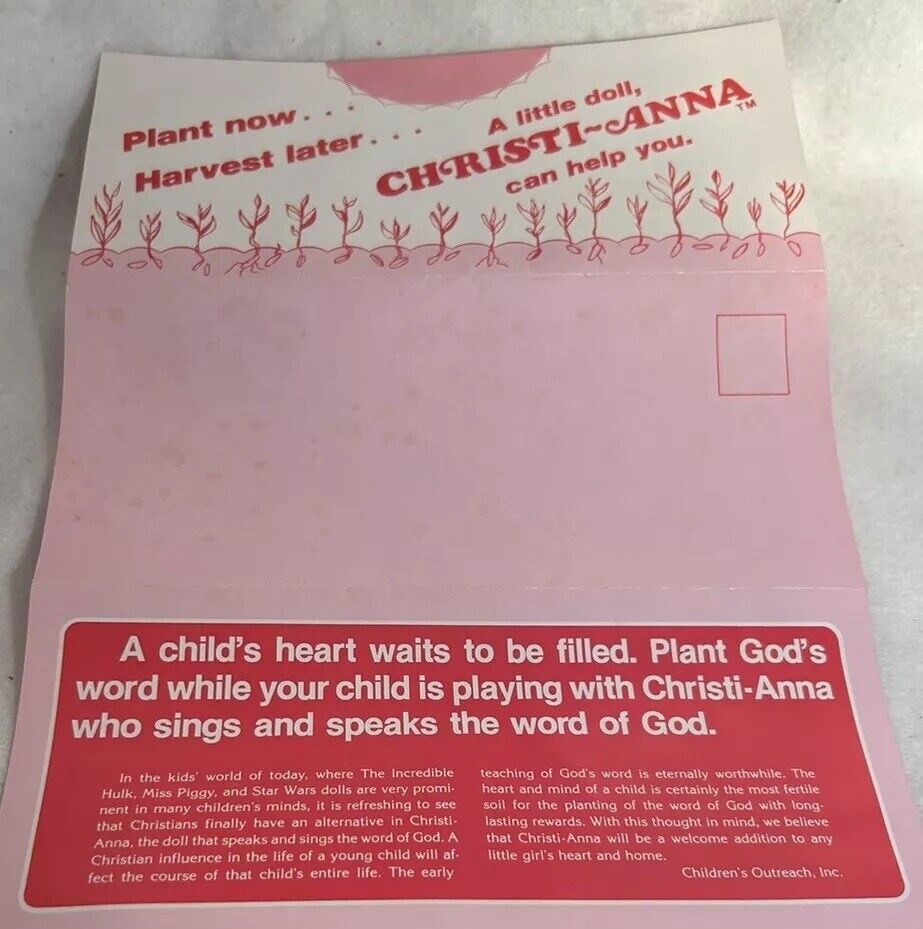 Plant now . . .
Harvest later . . .
A little doll,
CHRISTI~ANNA™
can help you.
A child's heart waits to be filled. Plant God's
word while your child is playing with Christi-Anna
who sings and speaks the word of God.
In the kids' world of today, where The Incredible
Hulk, Miss Piggy, and Star Wars dolls are very promi-
nent in many children's minds, it is refreshing to see
that Christians finally have an alternative in Christi-
Anna, the doll that speaks and sings the word of God. A
Christian influence in the life of a young child will af-
fect the course of that child's entire life. The early
teaching of God's word is eternally worthwhile. The
heart and mind of a child is certainly the most fertile
soil for the planting of the word of God with long-
lasting rewards. With this thought in mind, we believe
that Christi-Anna will be a welcome addition to any
little girl's heart and home.
Children's Outreach, Inc.